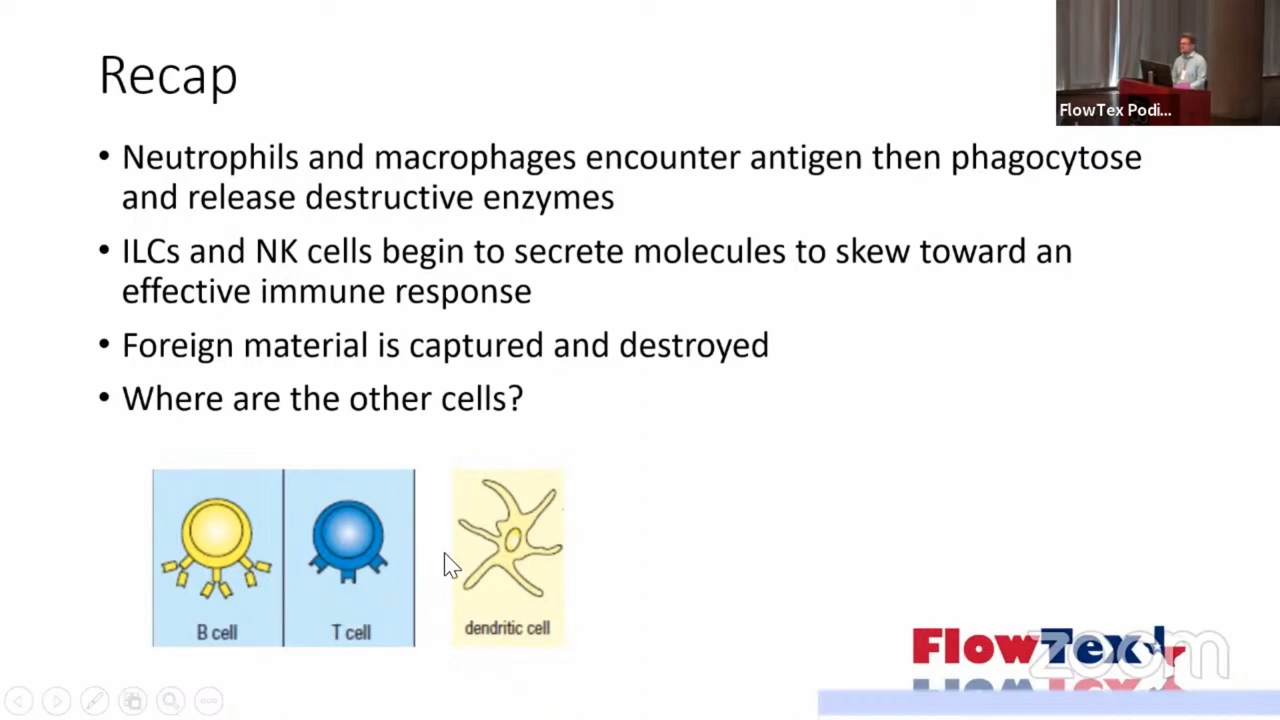 Recap
FlowTex Podi...
• Neutrophils and macrophages encounter antigen then phagocytose
and release destructive enzymes
• ILCs and NK cells begin to secrete molecules to skew toward an
effective immune response
• Foreign material is captured and destroyed
• Where are the other cells?
B cell
T cell
dendritic cell
FlowTex
zoom